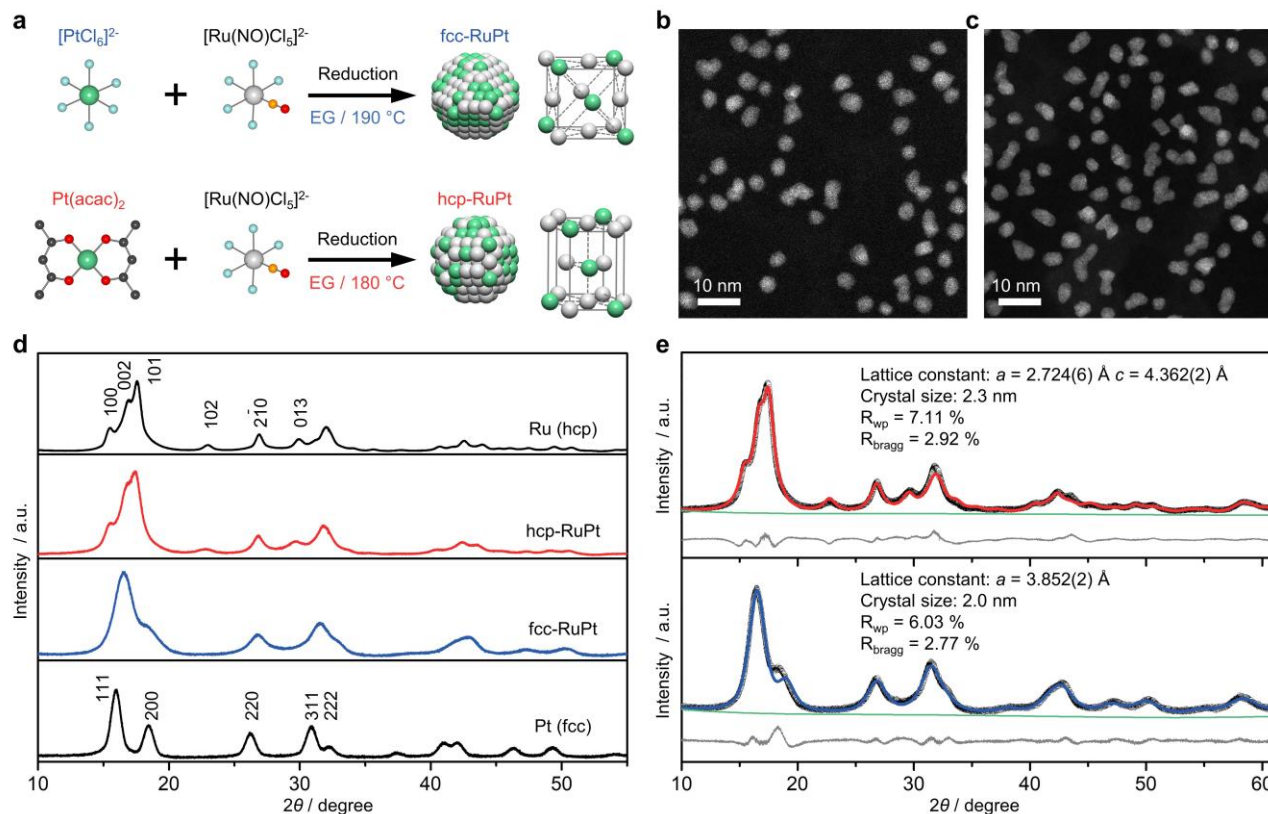 a
[PtCl₆]²⁻
[Ru(NO)Cl₅]²⁻
fcc-RuPt
+
Reduction
EG / 190 °C
Pt(acac)₂
[Ru(NO)Cl₅]²⁻
hcp-RuPt
+
Reduction
EG / 180 °C
b
10 nm
c
10 nm
d
100
002
101
102
2̄10
013
Ru (hcp)
hcp-RuPt
fcc-RuPt
111
200
220
311
222
Pt (fcc)
Intensity / a.u.
10 20 30 40 50
2θ / degree
e
Lattice constant: a = 2.724(6) Å c = 4.362(2) Å
Crystal size: 2.3 nm
R_wp = 7.11 %
R_bragg = 2.92 %
Intensity / a.u.
Lattice constant: a = 3.852(2) Å
Crystal size: 2.0 nm
R_wp = 6.03 %
R_bragg = 2.77 %
Intensity / a.u.
10 20 30 40 50 60
2θ / degree